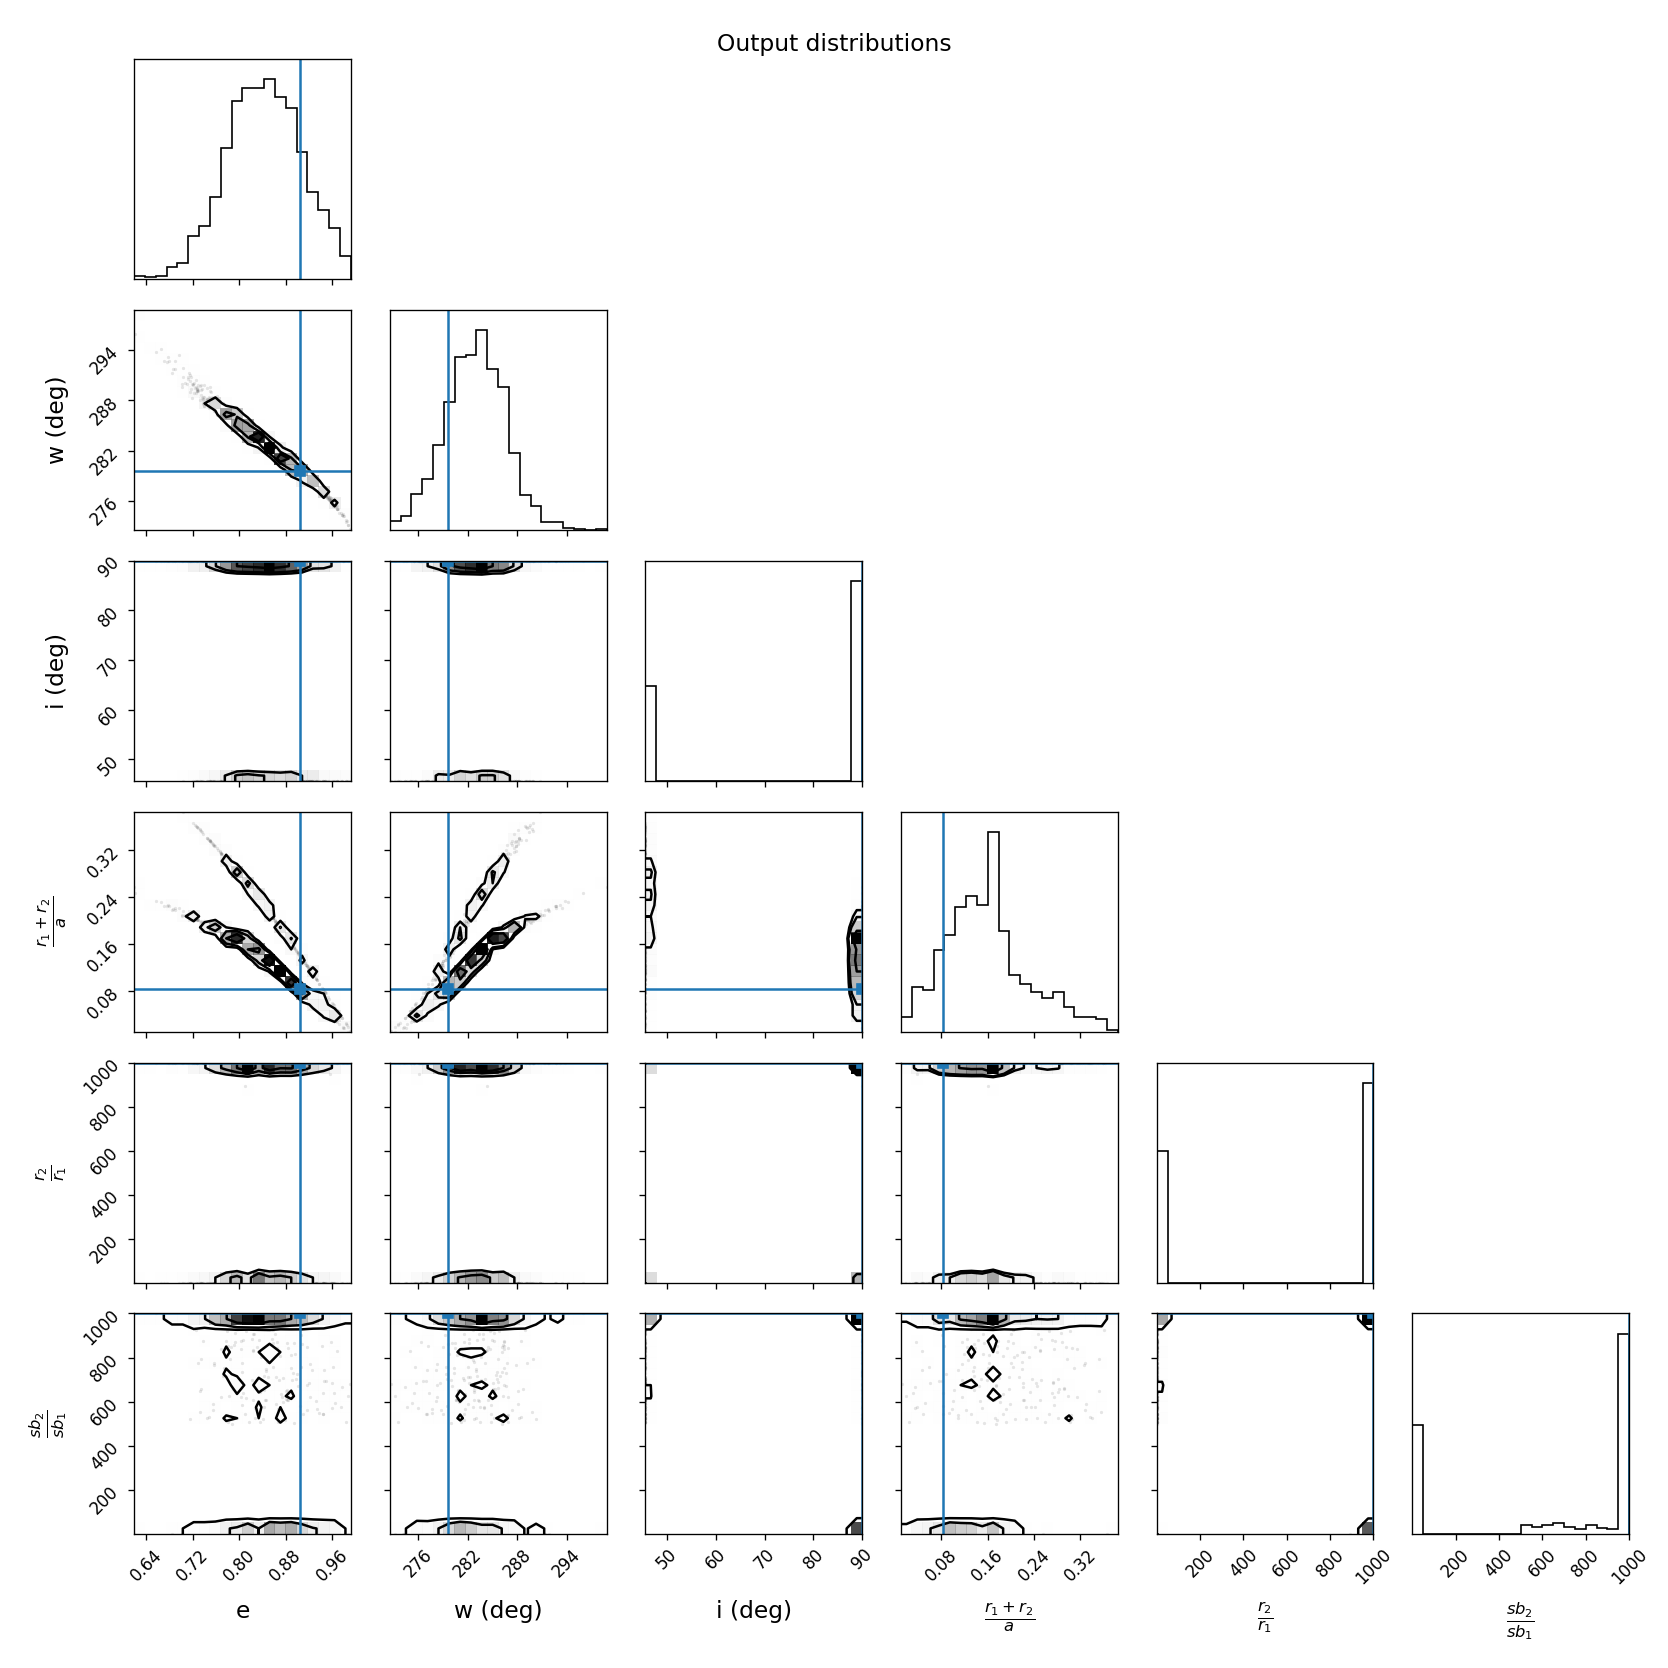 Output distributions
294
288
282
276
w (deg)
90
80
70
60
50
i (deg)
0.32
0.24
0.16
0.08
r₁ + r₂
a
1000
800
600
400
200
r₂
r₁
1000
800
600
400
200
sb₂
sb₁
0.64 0.72 0.80 0.88 0.96 276 282 288 294 50 60 70 80 90 0.08 0.16 0.24 0.32 200 400 600 800 1000 200 400 600 800 1000
e w (deg) i (deg)
r₁ + r₂
a
r₂
r₁
sb₂
sb₁